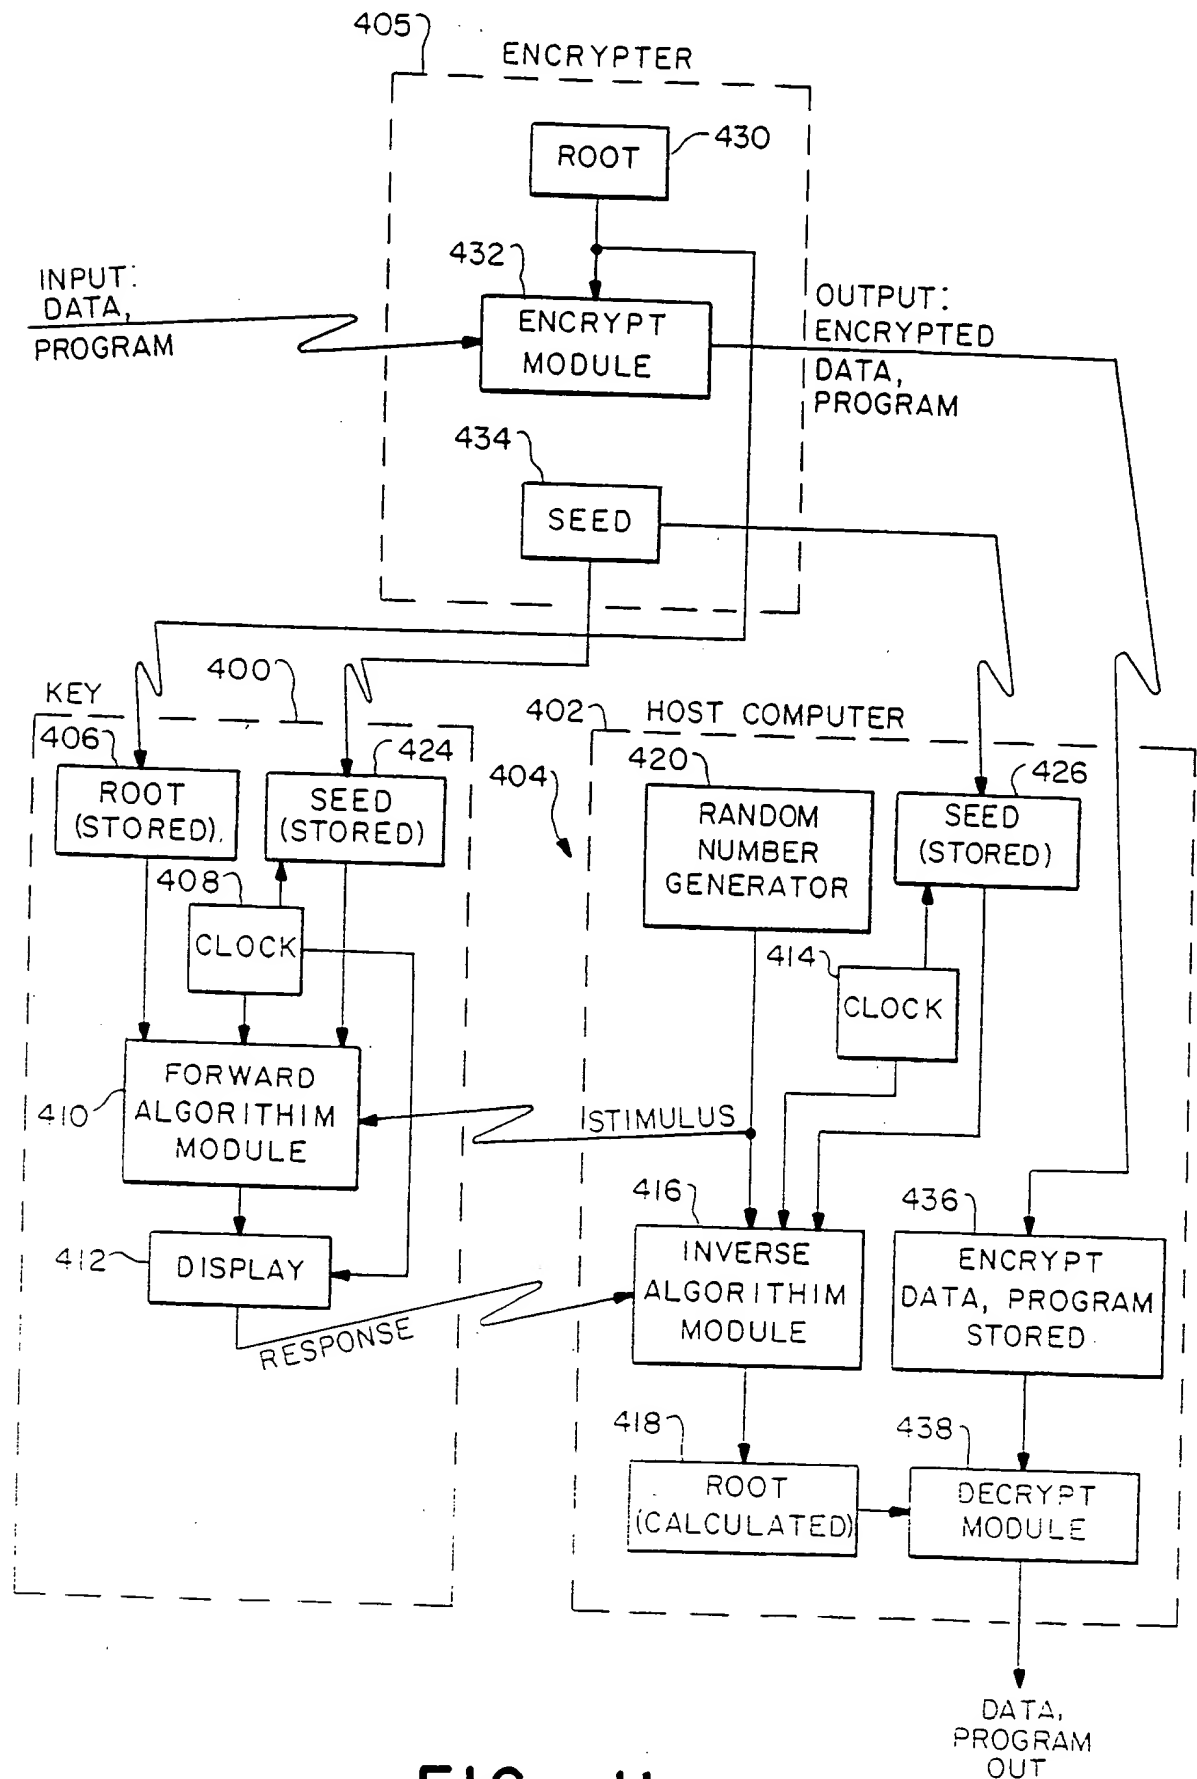 405
ENCRYPTER
ROOT
430
432
INPUT:
DATA,
PROGRAM
ENCRYPT
MODULE
OUTPUT:
ENCRYPTED
DATA,
PROGRAM
434
SEED
KEY
400
406
ROOT
(STORED)
424
SEED
(STORED)
408
CLOCK
410
FORWARD
ALGORITHIM
MODULE
412
DISPLAY
RESPONSE
STIMULUS
404
402
HOST COMPUTER
420
RANDOM
NUMBER
GENERATOR
426
SEED
(STORED)
414
CLOCK
416
INVERSE
ALGORITHIM
MODULE
436
ENCRYPT
DATA, PROGRAM
STORED
418
ROOT
(CALCULATED)
438
DECRYPT
MODULE
DATA,
PROGRAM
OUT